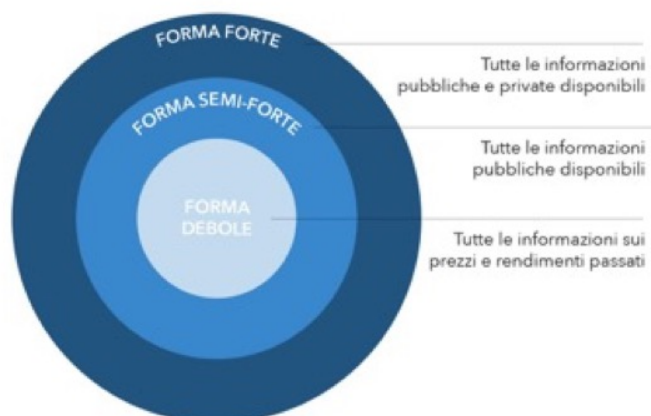 FORMA FORTE
Tutte le informazioni
pubbliche e private disponibili
FORMA SEMI-FORTE
Tutte le informazioni
pubbliche disponibili
FORMA
DEBOLE
Tutte le informazioni sui
prezzi e rendimenti passati